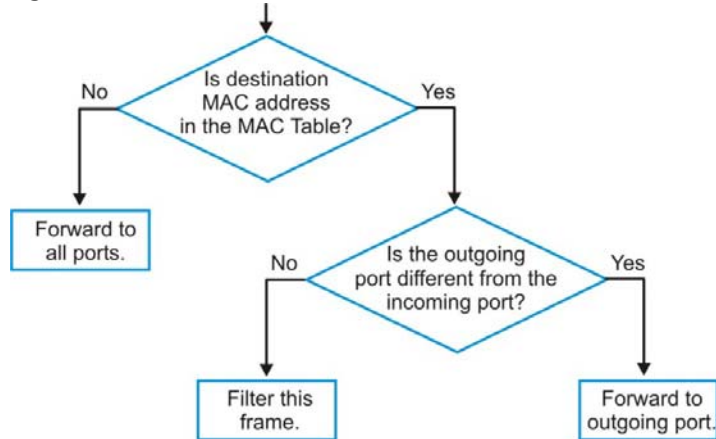 Is destination
MAC address
in the MAC Table?
No
Yes
Forward to
all ports.
Is the outgoing
port different from the
incoming port?
No
Yes
Filter this
frame.
Forward to
outgoing port.